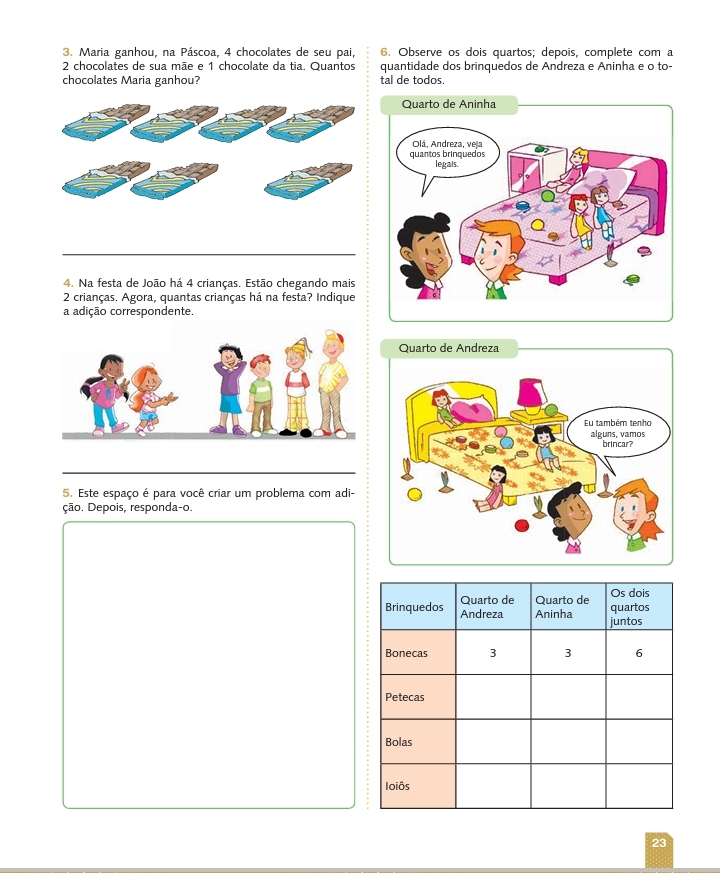 3. Maria ganhou, na Páscoa, 4 chocolates de seu pai,
2 chocolates de sua mãe e 1 chocolate da tia. Quantos
chocolates Maria ganhou?
4. Na festa de João há 4 crianças. Estão chegando mais
2 crianças. Agora, quantas crianças há na festa? Indique
a adição correspondente.
5. Este espaço é para você criar um problema com adi-
ção. Depois, responda-o.
6. Observe os dois quartos; depois, complete com a
quantidade dos brinquedos de Andreza e Aninha e o to-
tal de todos.
Quarto de Aninha
Olá, Andreza, veja
quantos brinquedos
legais.
Quarto de Andreza
Eu também tenho
alguns, vamos
brincar?
Brinquedos
Quarto de
Andreza
Quarto de
Aninha
Os dois
quartos
juntos
Bonecas 3 3 6
Petecas
Bolas
Ioiôs
23